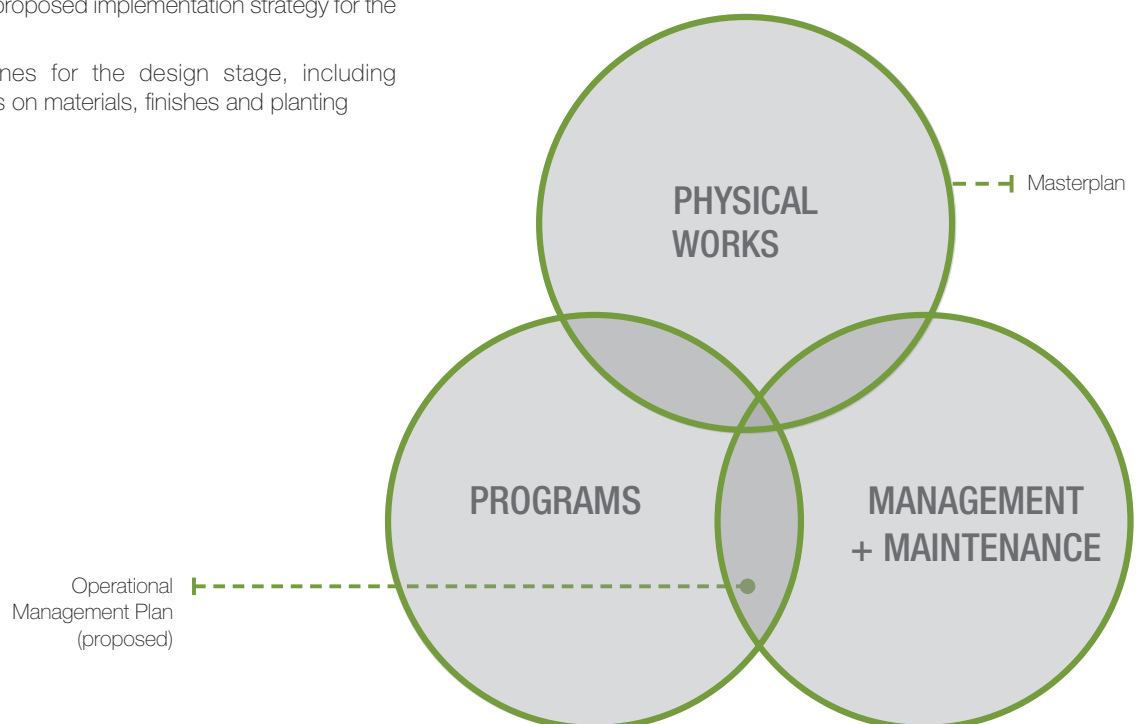 proposed implementation strategy for the
for the design stage, including
on materials, finishes and planting
PHYSICAL
WORKS
Masterplan
PROGRAMS
MANAGEMENT
+ MAINTENANCE
Operational
Management Plan
(proposed)